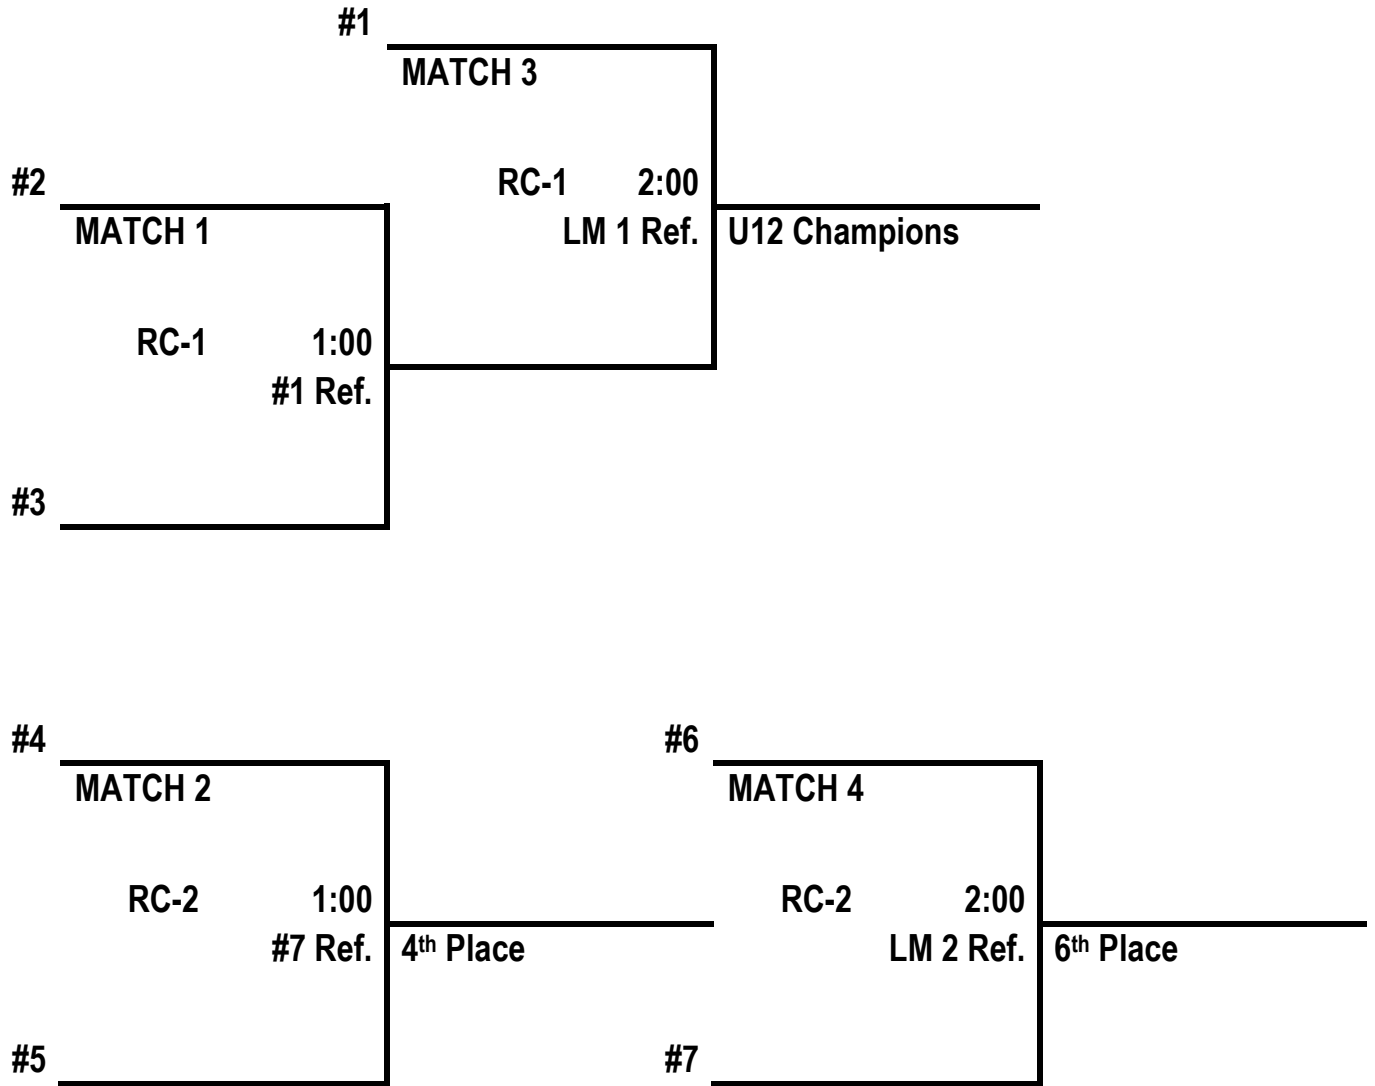 #1
MATCH 3
#2
RC-1 2:00
MATCH 1
LM 1 Ref.
U12 Champions
RC-1 1:00
#1 Ref.
#3
#4
#6
MATCH 2
MATCH 4
RC-2 1:00
RC-2 2:00
#7 Ref.
4th Place
LM 2 Ref.
6th Place
#5
#7